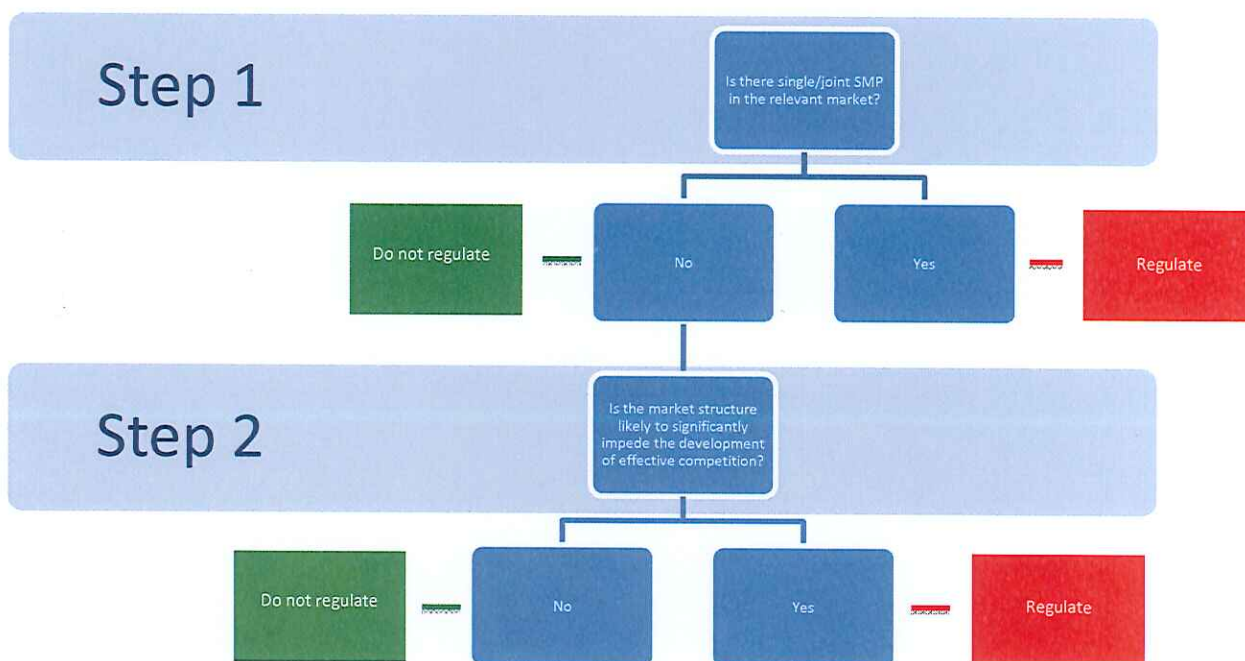 Step 1
Is there single/joint SMP
in the relevant market?
Do not regulate
No
Yes
Regulate
Step 2
Is the market structure
likely to significantly
impede the development
of effective competition?
Do not regulate
No
Yes
Regulate